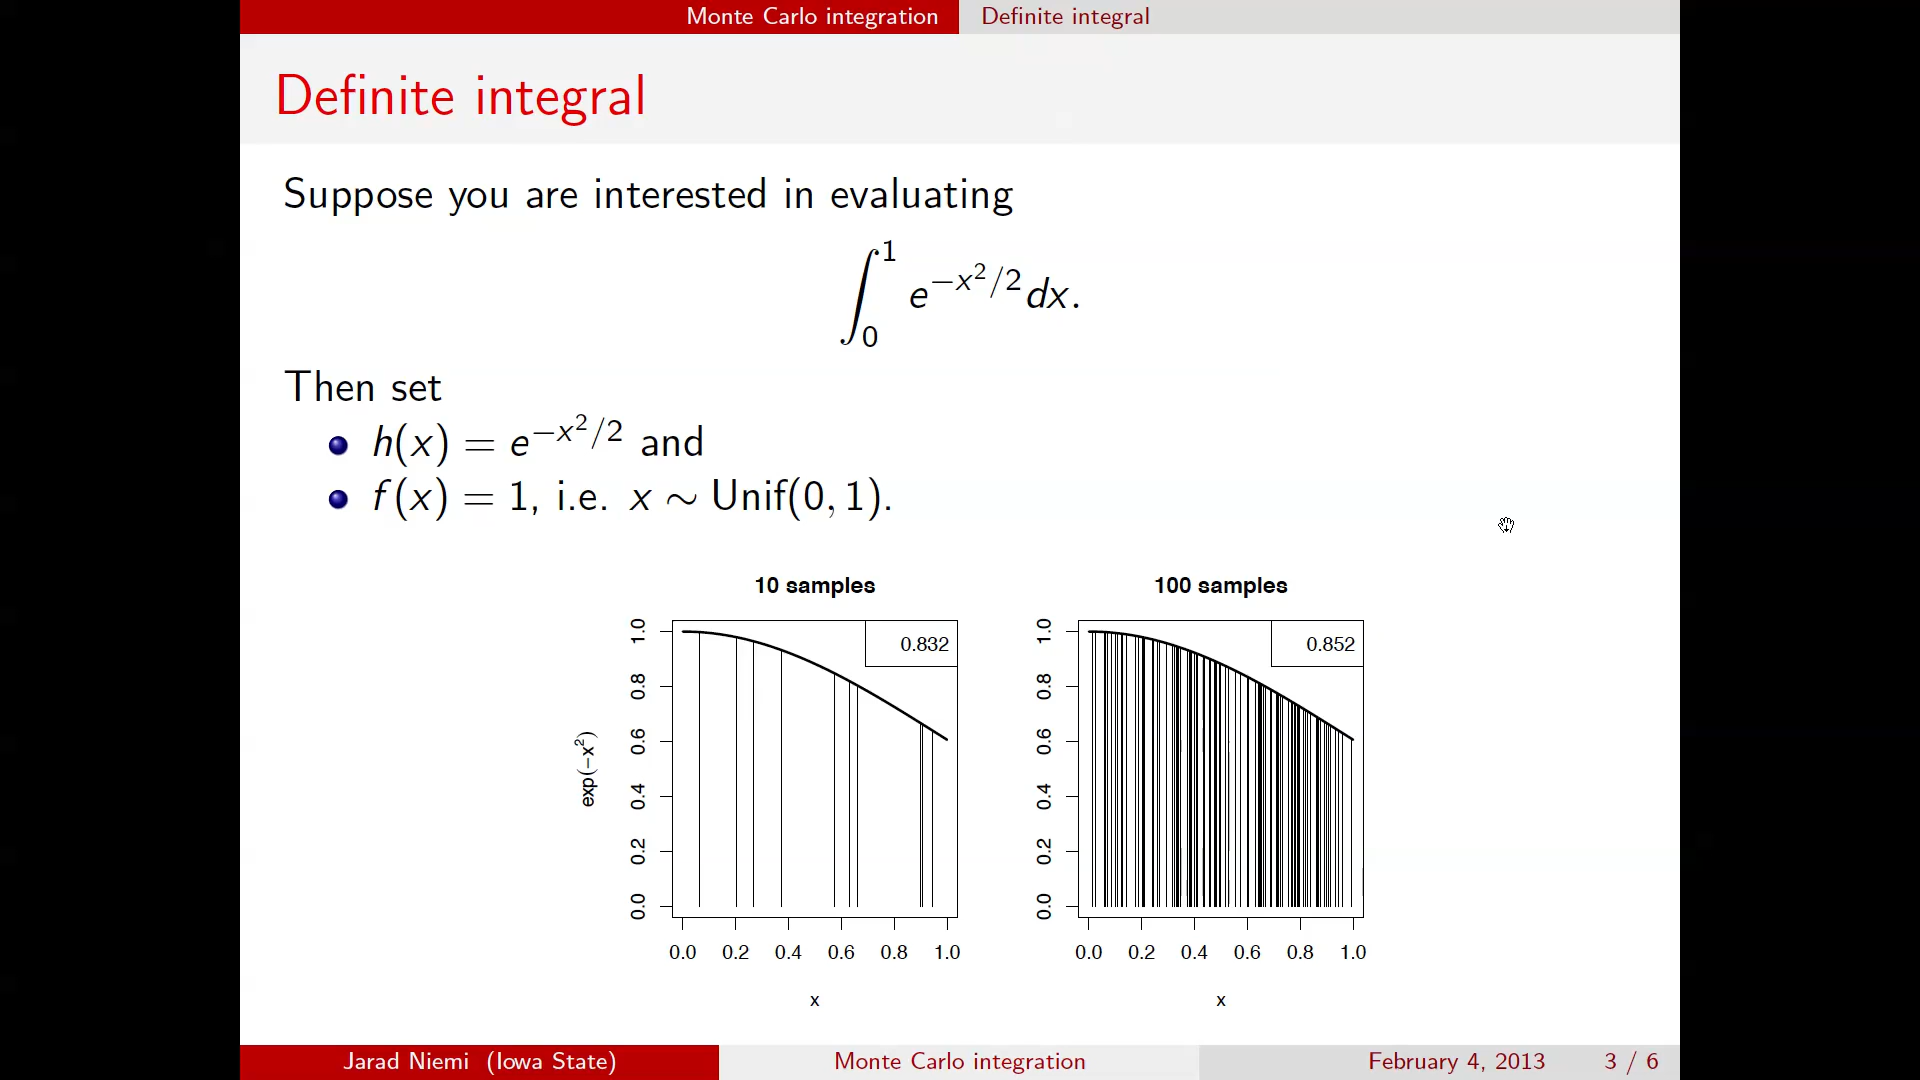 Monte Carlo integration Definite integral
Definite integral
Suppose you are interested in evaluating
∫₀¹ e^{−x²/2} dx.
Then set
h(x) = e^{−x²/2} and
f(x) = 1, i.e. x ∼ Unif(0, 1).
10 samples 100 samples
0.832
0.852
exp(−x²)
1.0
0.8
0.6
0.4
0.2
0.0
1.0
0.8
0.6
0.4
0.2
0.0
0.0 0.2 0.4 0.6 0.8 1.0
0.0 0.2 0.4 0.6 0.8 1.0
x x
Jarad Niemi (Iowa State) Monte Carlo integration February 4, 2013 3 / 6